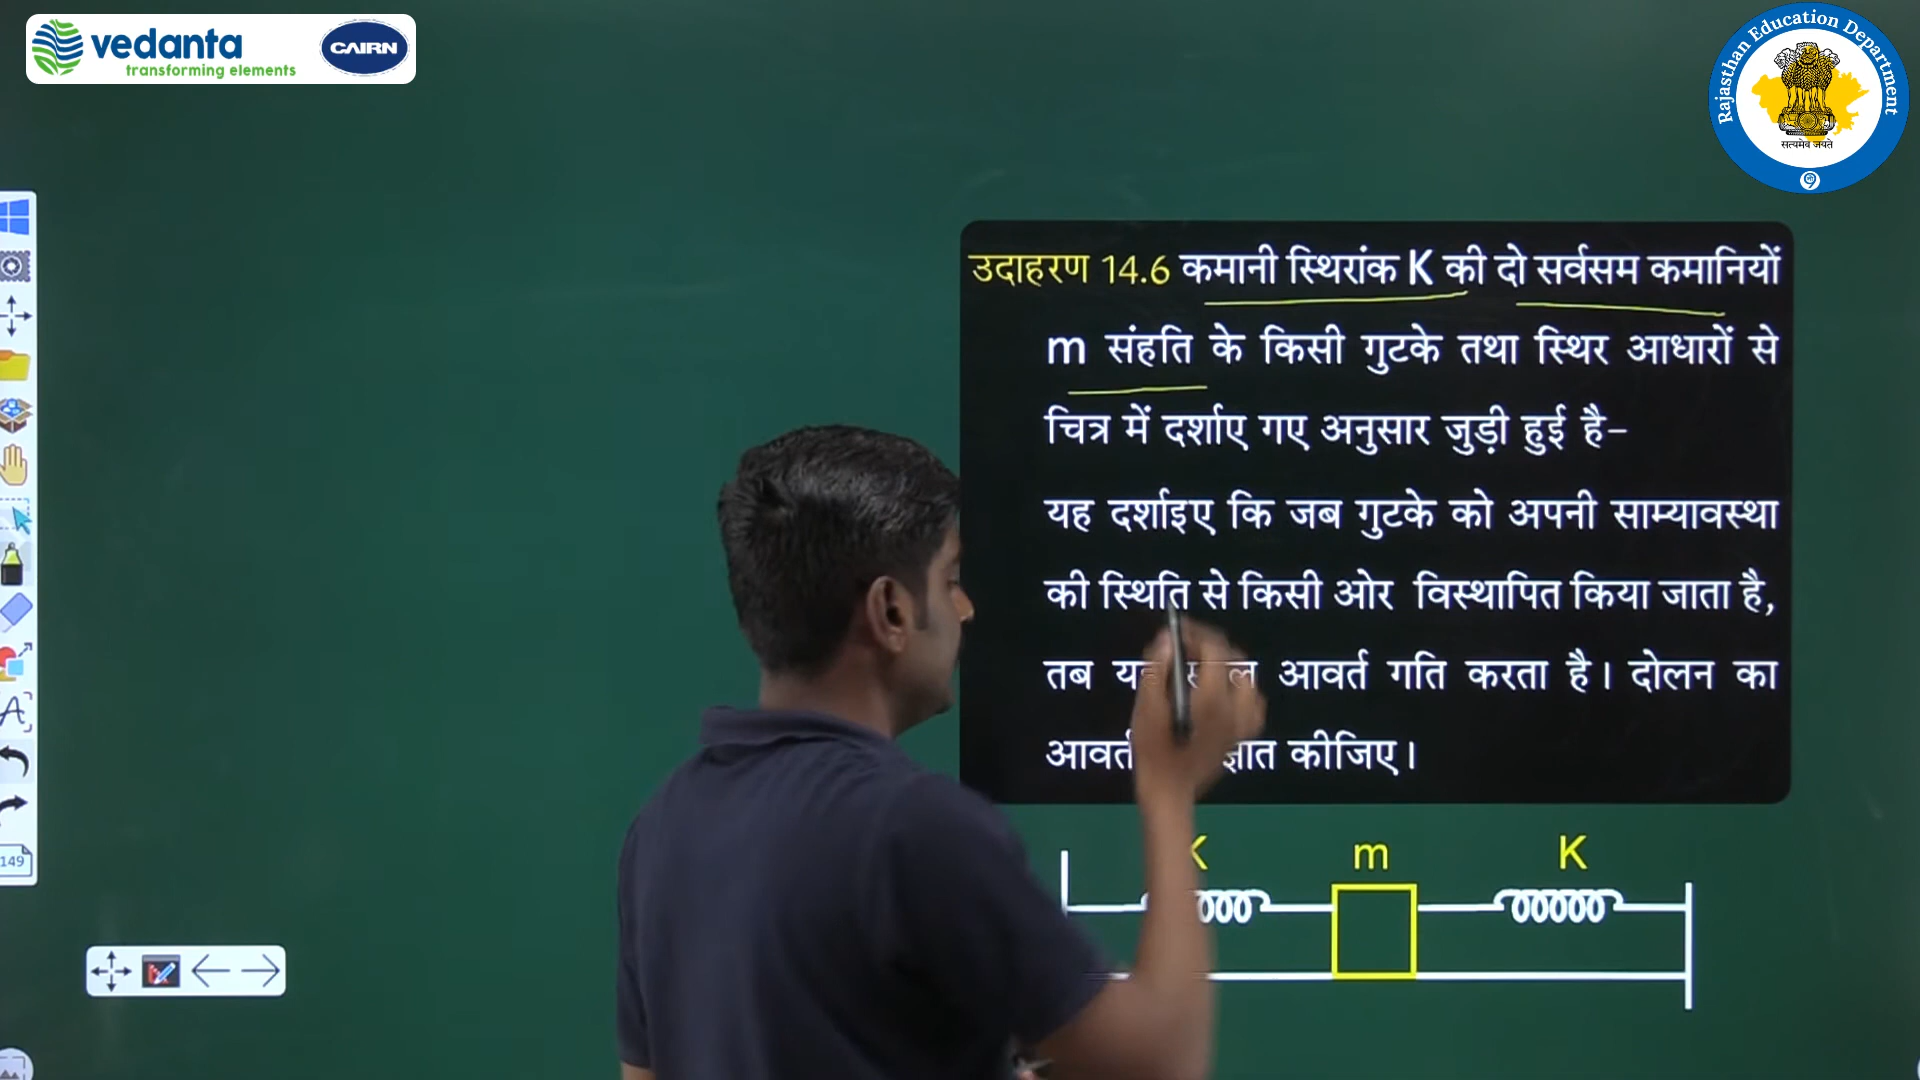 vedanta
transforming elements
CAIRN
Rajasthan Education Department
सत्यमेव जयते
उदाहरण 14.6 कमानी स्थिरांक K की दो सर्वसम कमानियों
m संहति के किसी गुटके तथा स्थिर आधारों से
चित्र में दर्शाए गए अनुसार जुड़ी हुई है-
यह दर्शाइए कि जब गुटके को अपनी साम्यावस्था
की स्थिति से किसी ओर विस्थापित किया जाता है,
तब आवर्त गति करता है। दोलन का
कीजिए।
K m K
149